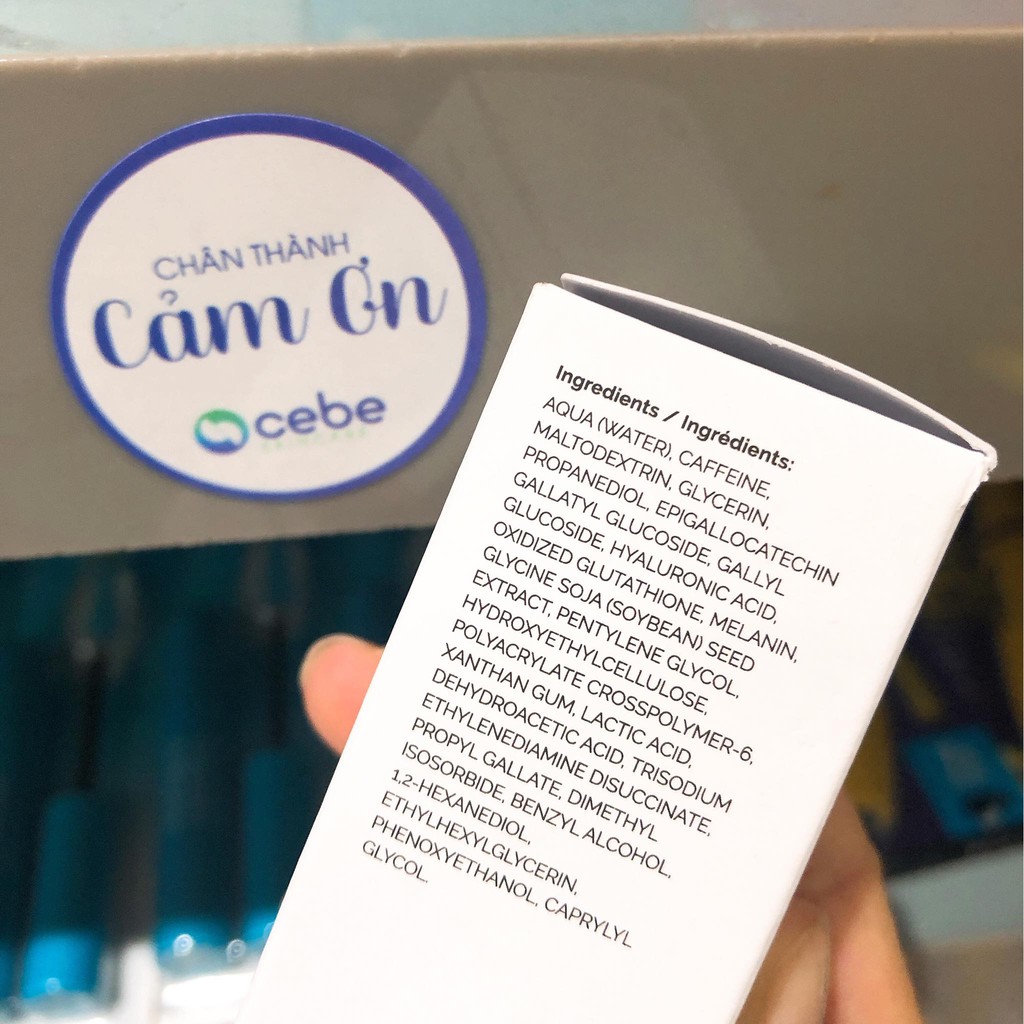 CHÂN THÀNH
Cảm Ơn
cebe
Ingredients / Ingrédients:
AQUA (WATER), CAFFEINE,
MALTODEXTRIN, GLYCERIN,
PROPANEDIOL, EPIGALLOCATECHIN
GALLATYL GLUCOSIDE, GALLYL
GLUCOSIDE, HYALURONIC ACID,
OXIDIZED GLUTATHIONE, MELANIN,
GLYCINE SOJA (SOYBEAN) SEED
EXTRACT, PENTYLENE GLYCOL,
HYDROXYETHYLCELLULOSE,
POLYACRYLATE CROSSPOLYMER-6,
XANTHAN GUM, LACTIC ACID,
DEHYDROACETIC ACID, TRISODIUM
ETHYLENEDIAMINE DISUCCINATE,
PROPYL GALLATE, DIMETHYL
ISOSORBIDE, BENZYL ALCOHOL,
1,2-HEXANEDIOL,
ETHYLHEXYLGLYCERIN,
PHENOXYETHANOL, CAPRYLYL
GLYCOL.